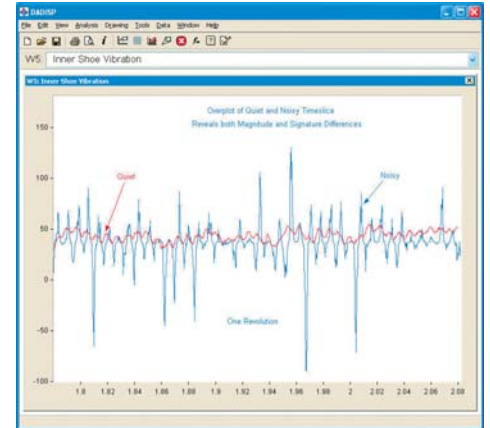 DADiSP
File Edit View Analysis Drawing Tools Data Window Help
W5: Inner Shoe Vibration
W5: Inner Shoe Vibration
Overplot of Quiet and Noisy Timeslice
Reveals both Magnitude and Signature Differences
150
Quiet
Noisy
100
50
0
One Revolution
-50
-100
1.8 1.82 1.84 1.86 1.88 1.9 1.92 1.94 1.96 1.98 2 2.02 2.04 2.06 2.08